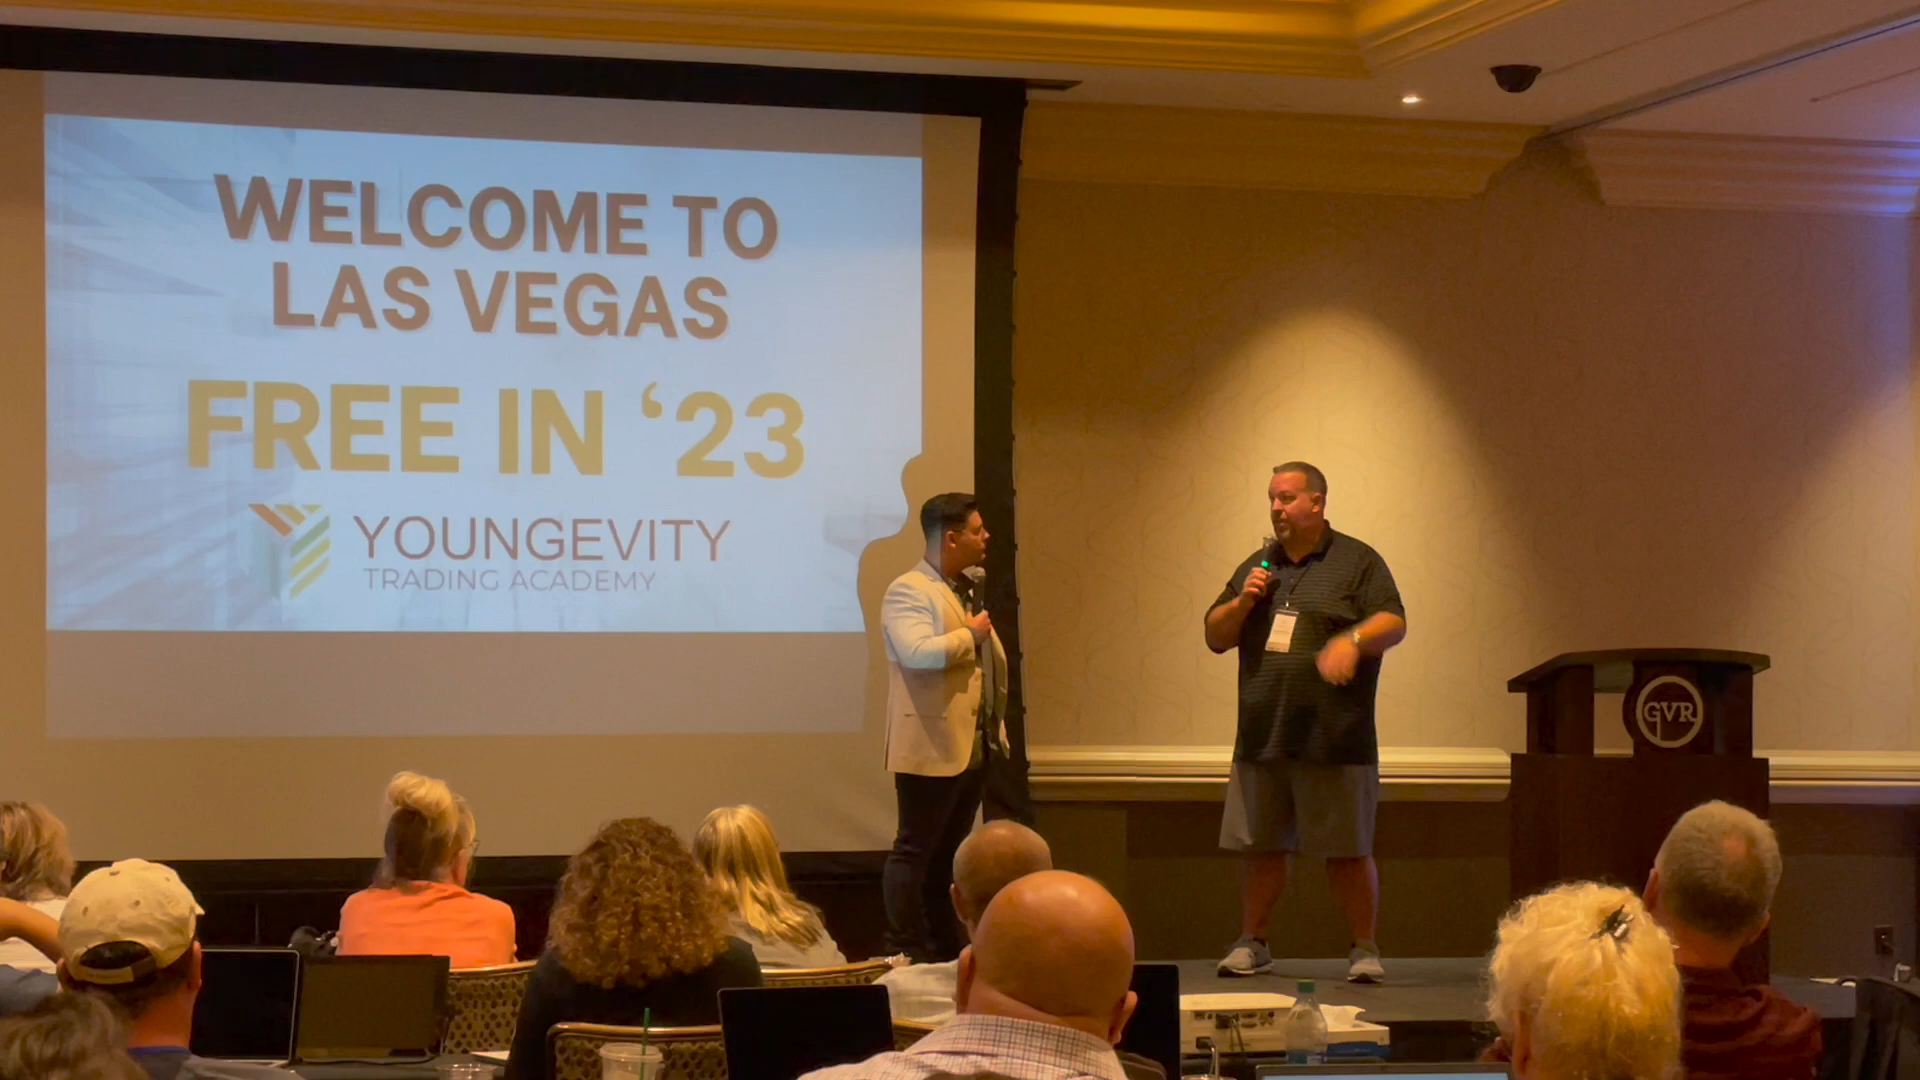 WELCOME TO
LAS VEGAS
FREE IN ‘23
YOUNGEVITY
TRADING ACADEMY
GVR